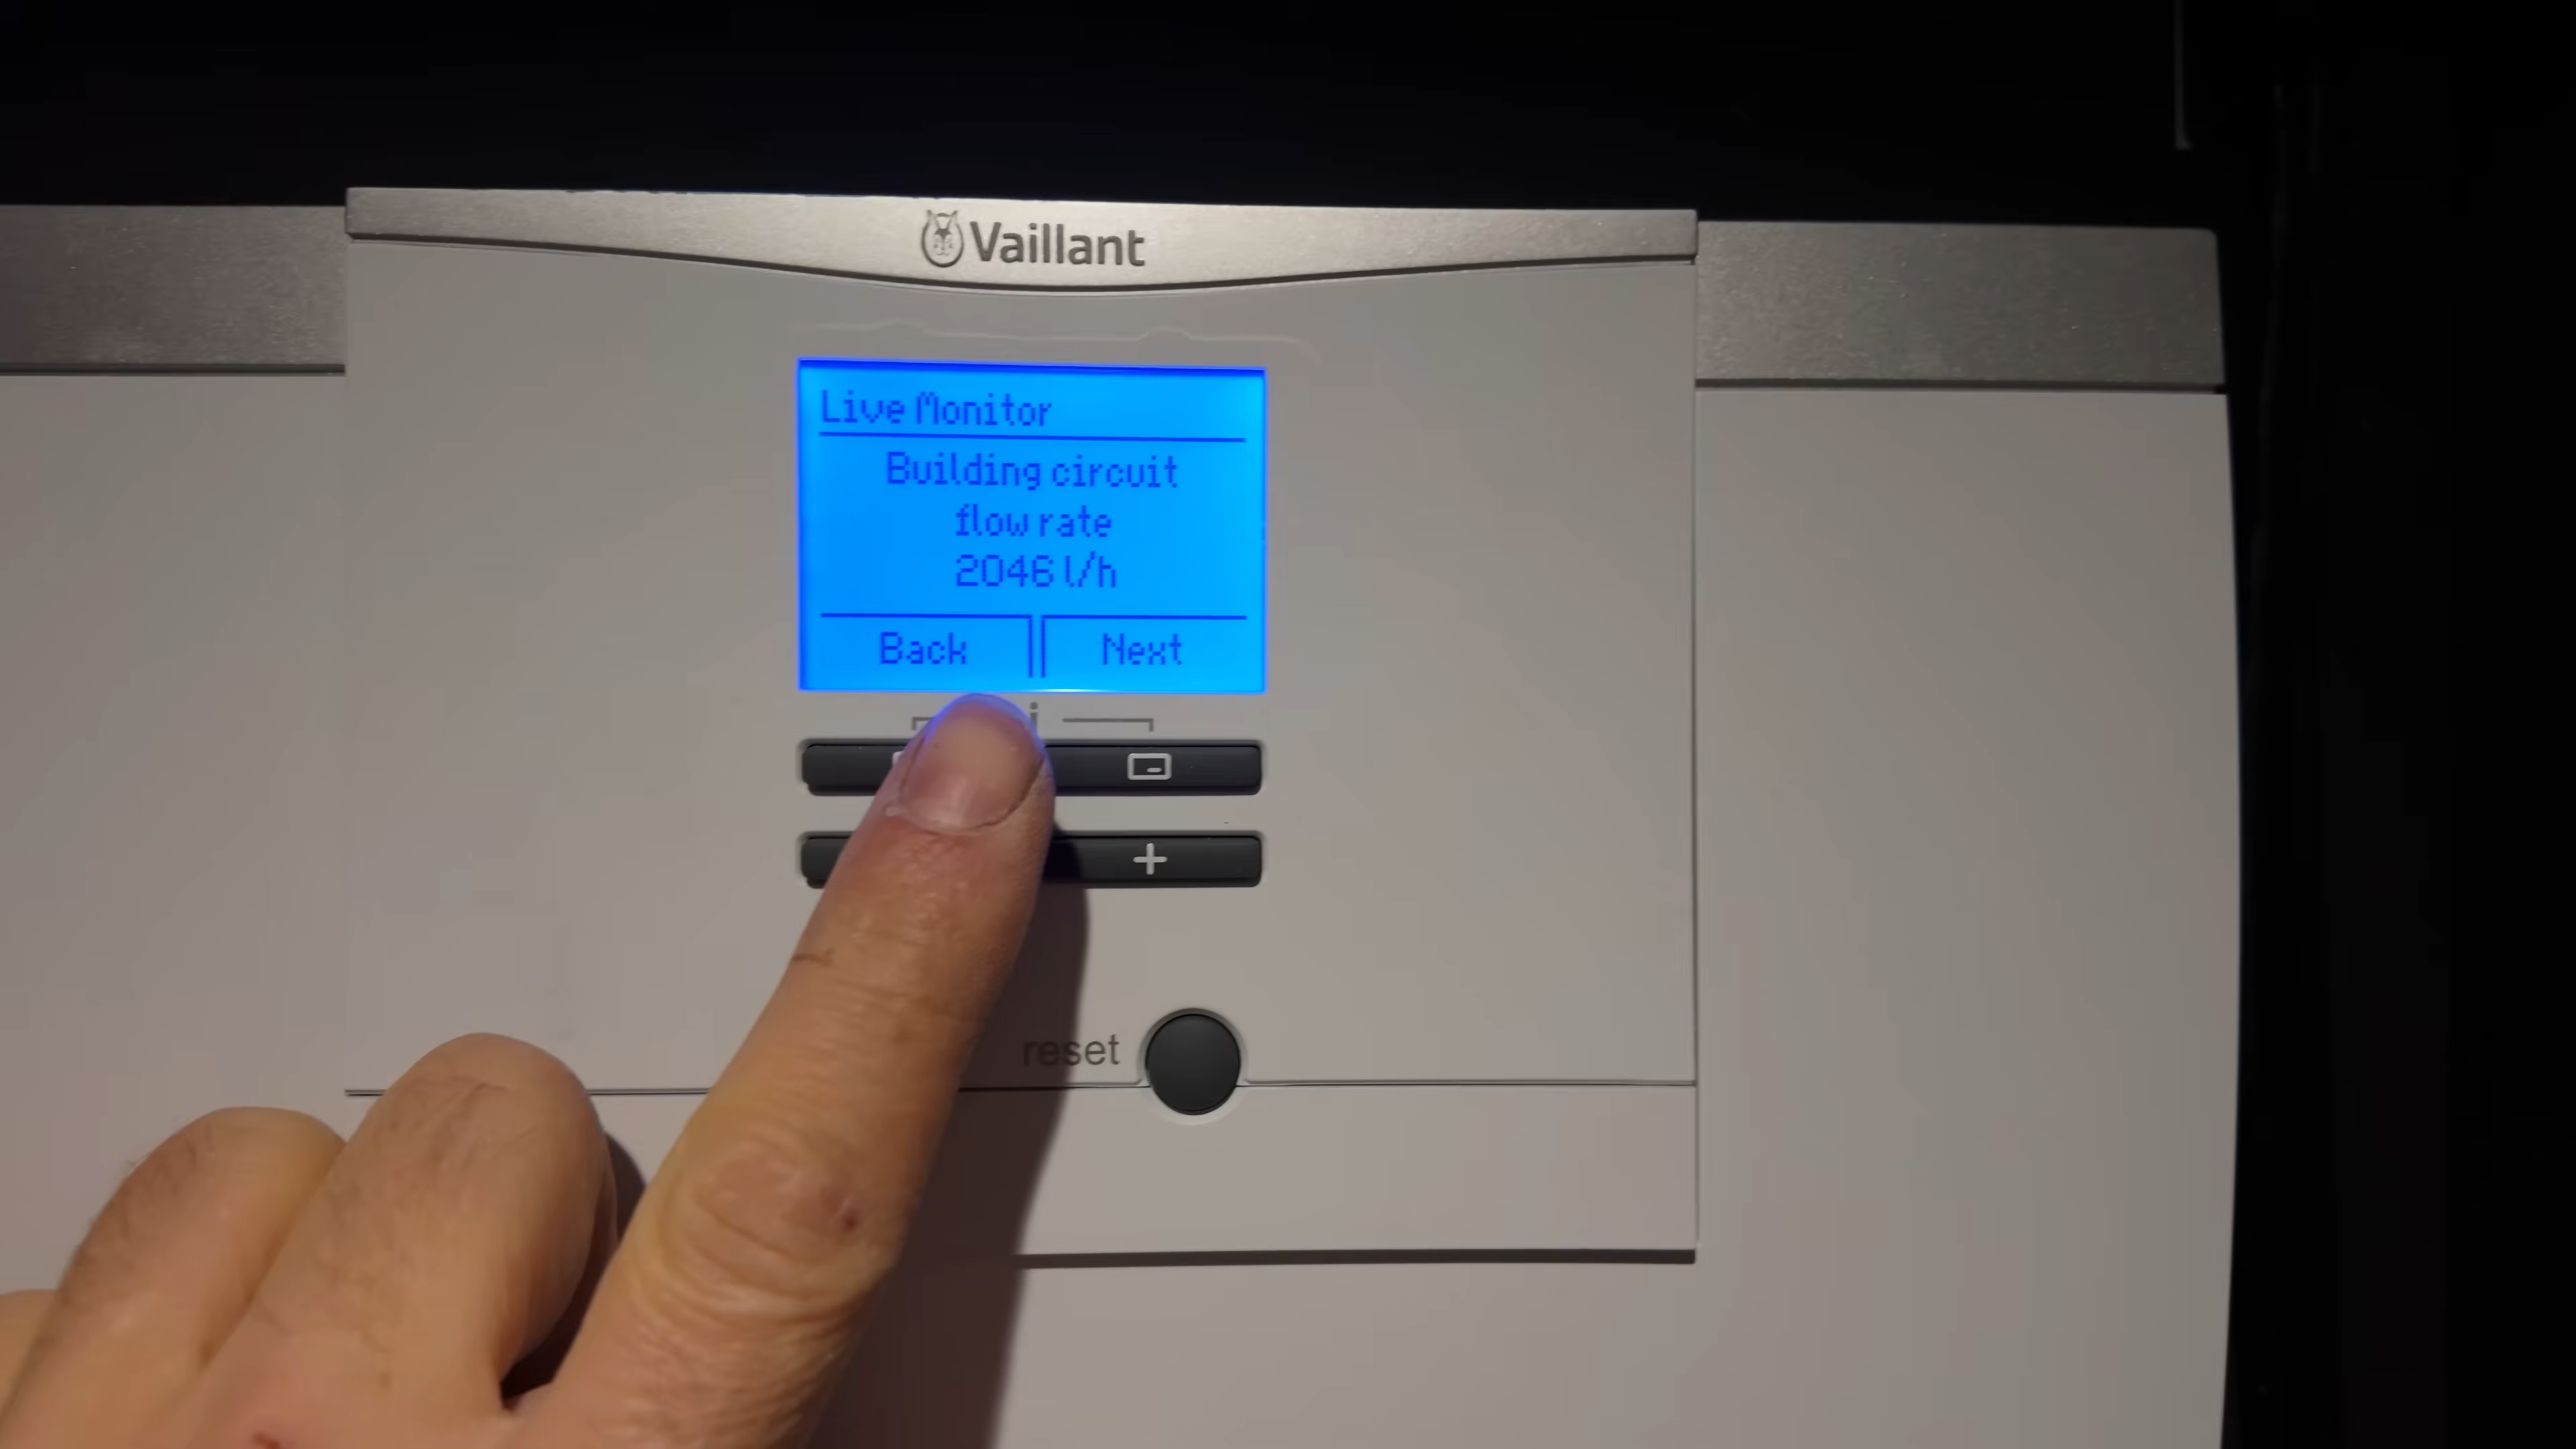 Vaillant
Live Monitor
Building circuit
flow rate
2046 l/h
Back Next
i
+
reset